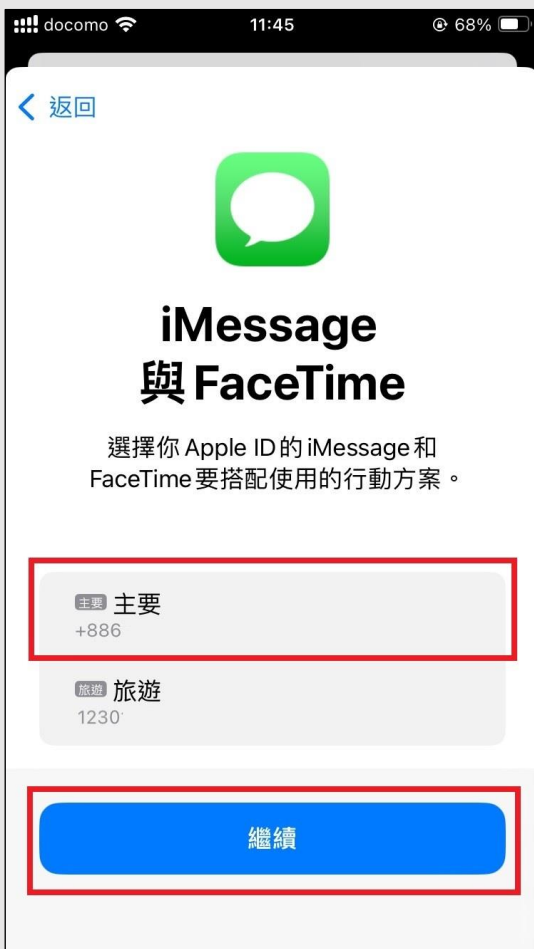 docomo 11:45 68%
返回
iMessage
與 FaceTime
選擇你 Apple ID 的 iMessage 和
FaceTime 要搭配使用的行動方案。
主要 主要
+886
旅遊 旅遊
1230
繼續